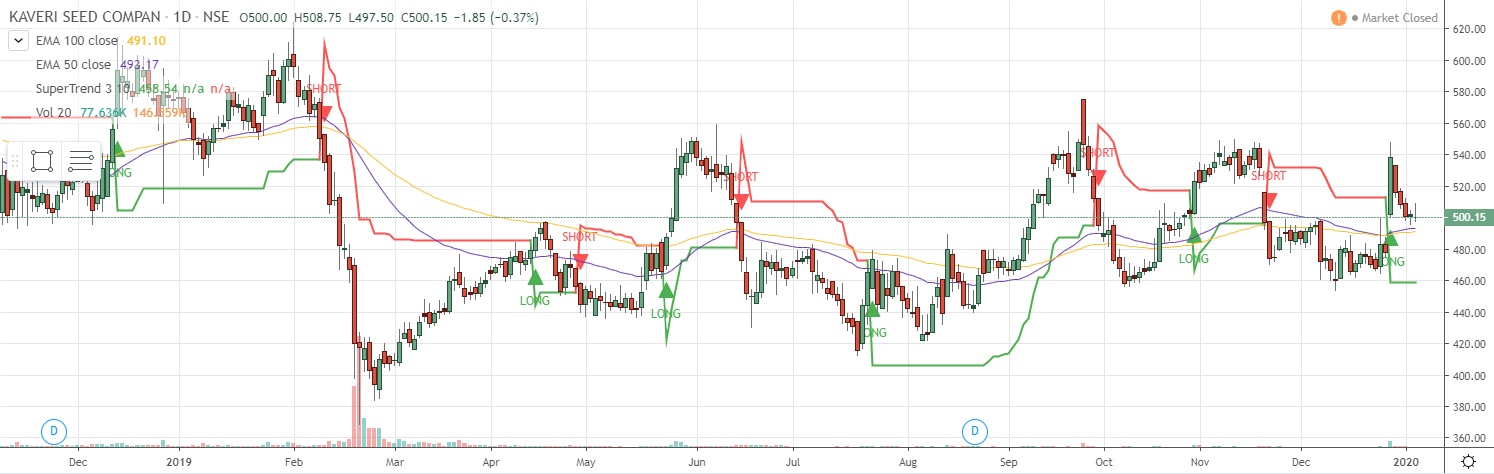 KAVERI SEED COMPAN · 1D · NSE O500.00 H508.75 L497.50 C500.15 −1.85 (−0.37%)
! Market Closed
EMA 100 close 491.10
EMA 50 close 493.17
SuperTrend 3 10 458.54 n/a n/a
Vol 20 77.636K 146.659K
620.00
600.00
580.00
560.00
540.00
520.00
500.15
480.00
460.00
440.00
420.00
400.00
380.00
360.00
SHORT
LONG
LONG
SHORT
LONG
SHORT
LONG
SHORT
LONG
SHORT
LONG
D
D
Dec 2019 Feb Mar Apr May Jun Jul Aug Sep Oct Nov Dec 2020